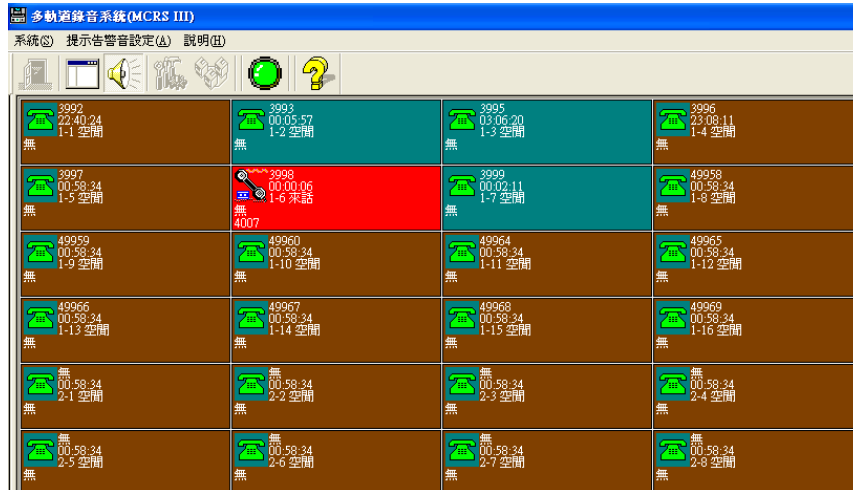 多軌道錄音系統(MCRS III)
系統(S) 提示告警音設定(A) 說明(H)
3992
22:40:24
1-1 空閒
無
3993
00:05:57
1-2 空閒
無
3995
03:06:20
1-3 空閒
無
3996
23:08:11
1-4 空閒
無
3997
00:58:34
1-5 空閒
無
3998
00:00:06
1-6 來話
無
4007
3999
00:02:11
1-7 空閒
無
49958
00:58:34
1-8 空閒
無
49959
00:58:34
1-9 空閒
無
49960
00:58:34
1-10 空閒
無
49964
00:58:34
1-11 空閒
無
49965
00:58:34
1-12 空閒
無
49966
00:58:34
1-13 空閒
無
49967
00:58:34
1-14 空閒
無
49968
00:58:34
1-15 空閒
無
49969
00:58:34
1-16 空閒
無
無
00:58:34
2-1 空閒
無
無
00:58:34
2-2 空閒
無
無
00:58:34
2-3 空閒
無
無
00:58:34
2-4 空閒
無
無
00:58:34
2-5 空閒
無
無
00:58:34
2-6 空閒
無
無
00:58:34
2-7 空閒
無
無
00:58:34
2-8 空閒
無